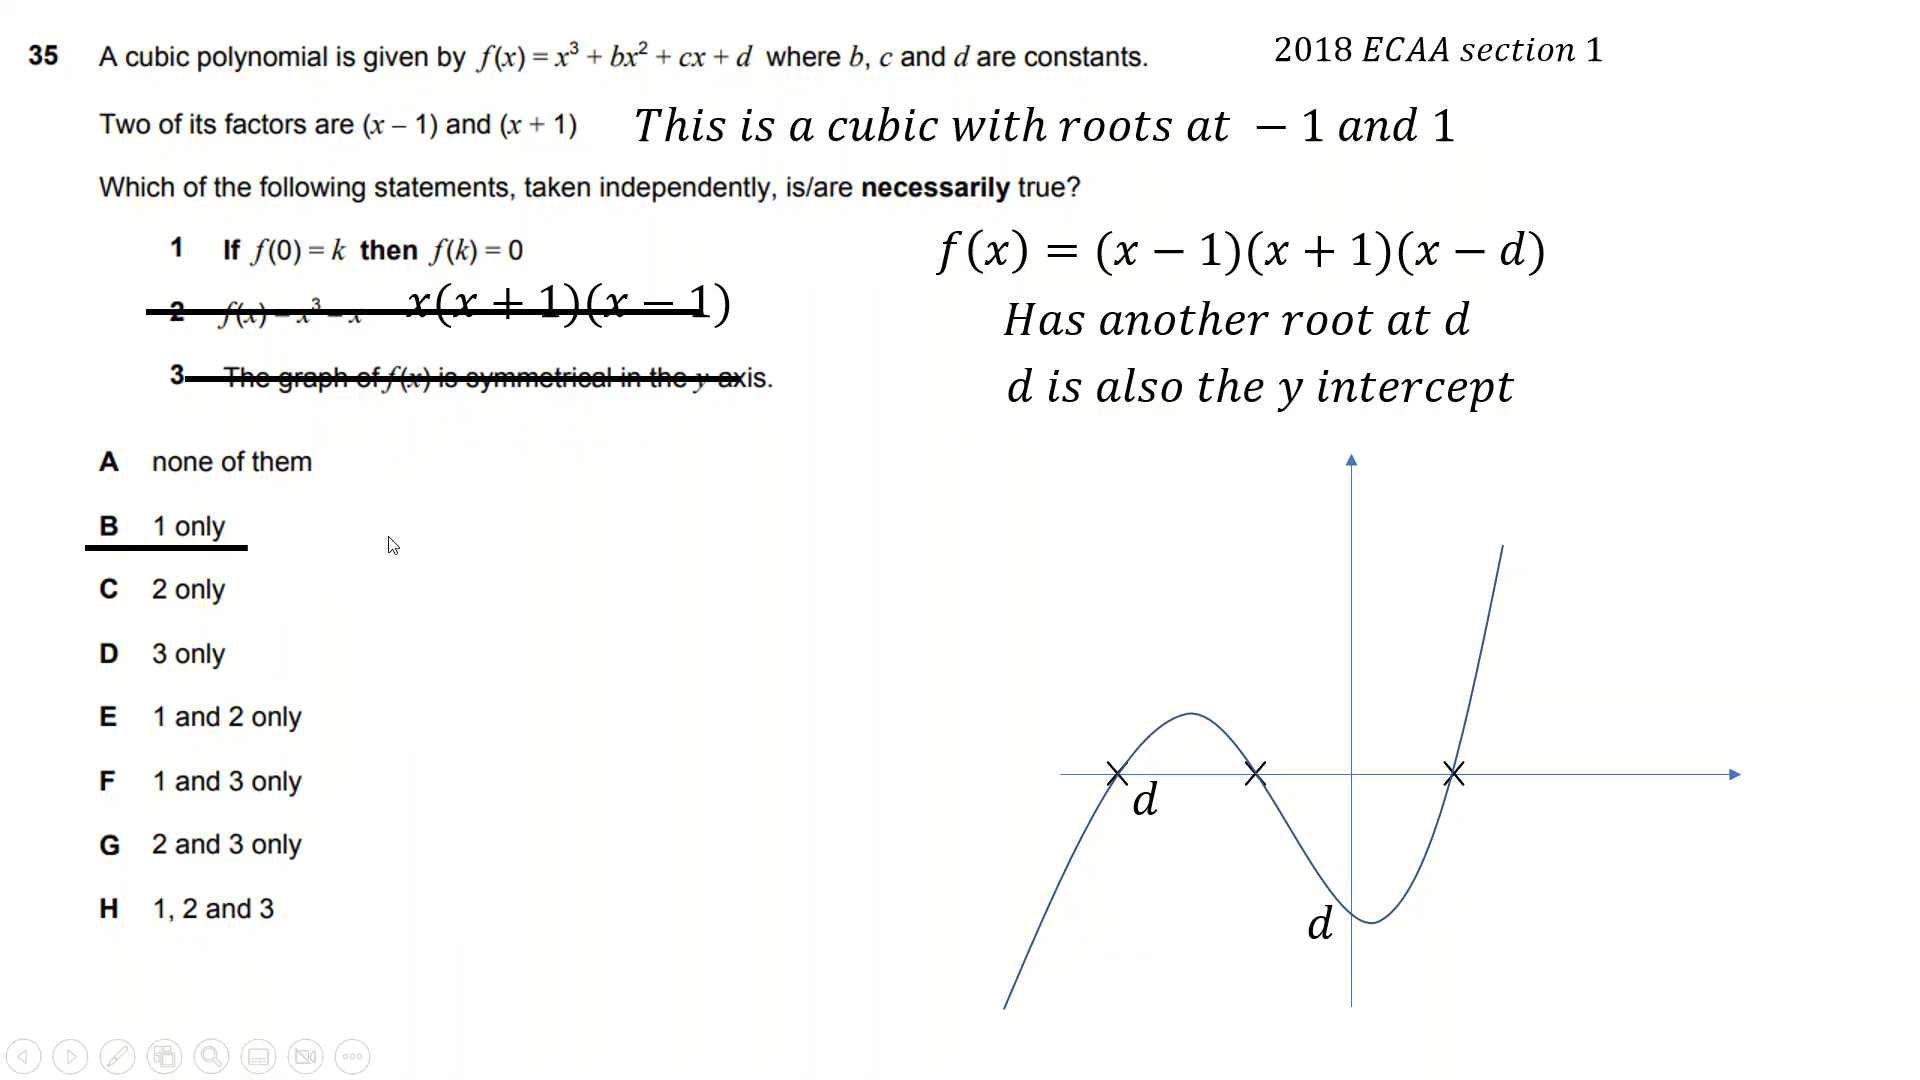 35 A cubic polynomial is given by f(x) = x³ + bx² + cx + d where b, c and d are constants.
2018 ECAA section 1
Two of its factors are (x – 1) and (x + 1)
This is a cubic with roots at − 1 and 1
Which of the following statements, taken independently, is/are necessarily true?
1 If f(0) = k then f(k) = 0
f(x) = (x − 1)(x + 1)(x − d)
2 f(x) = x³ – x
x(x + 1)(x − 1)
Has another root at d
3 The graph of f(x) is symmetrical in the y-axis.
d is also the y intercept
A none of them
B 1 only
C 2 only
D 3 only
E 1 and 2 only
F 1 and 3 only
G 2 and 3 only
H 1, 2 and 3
d
d